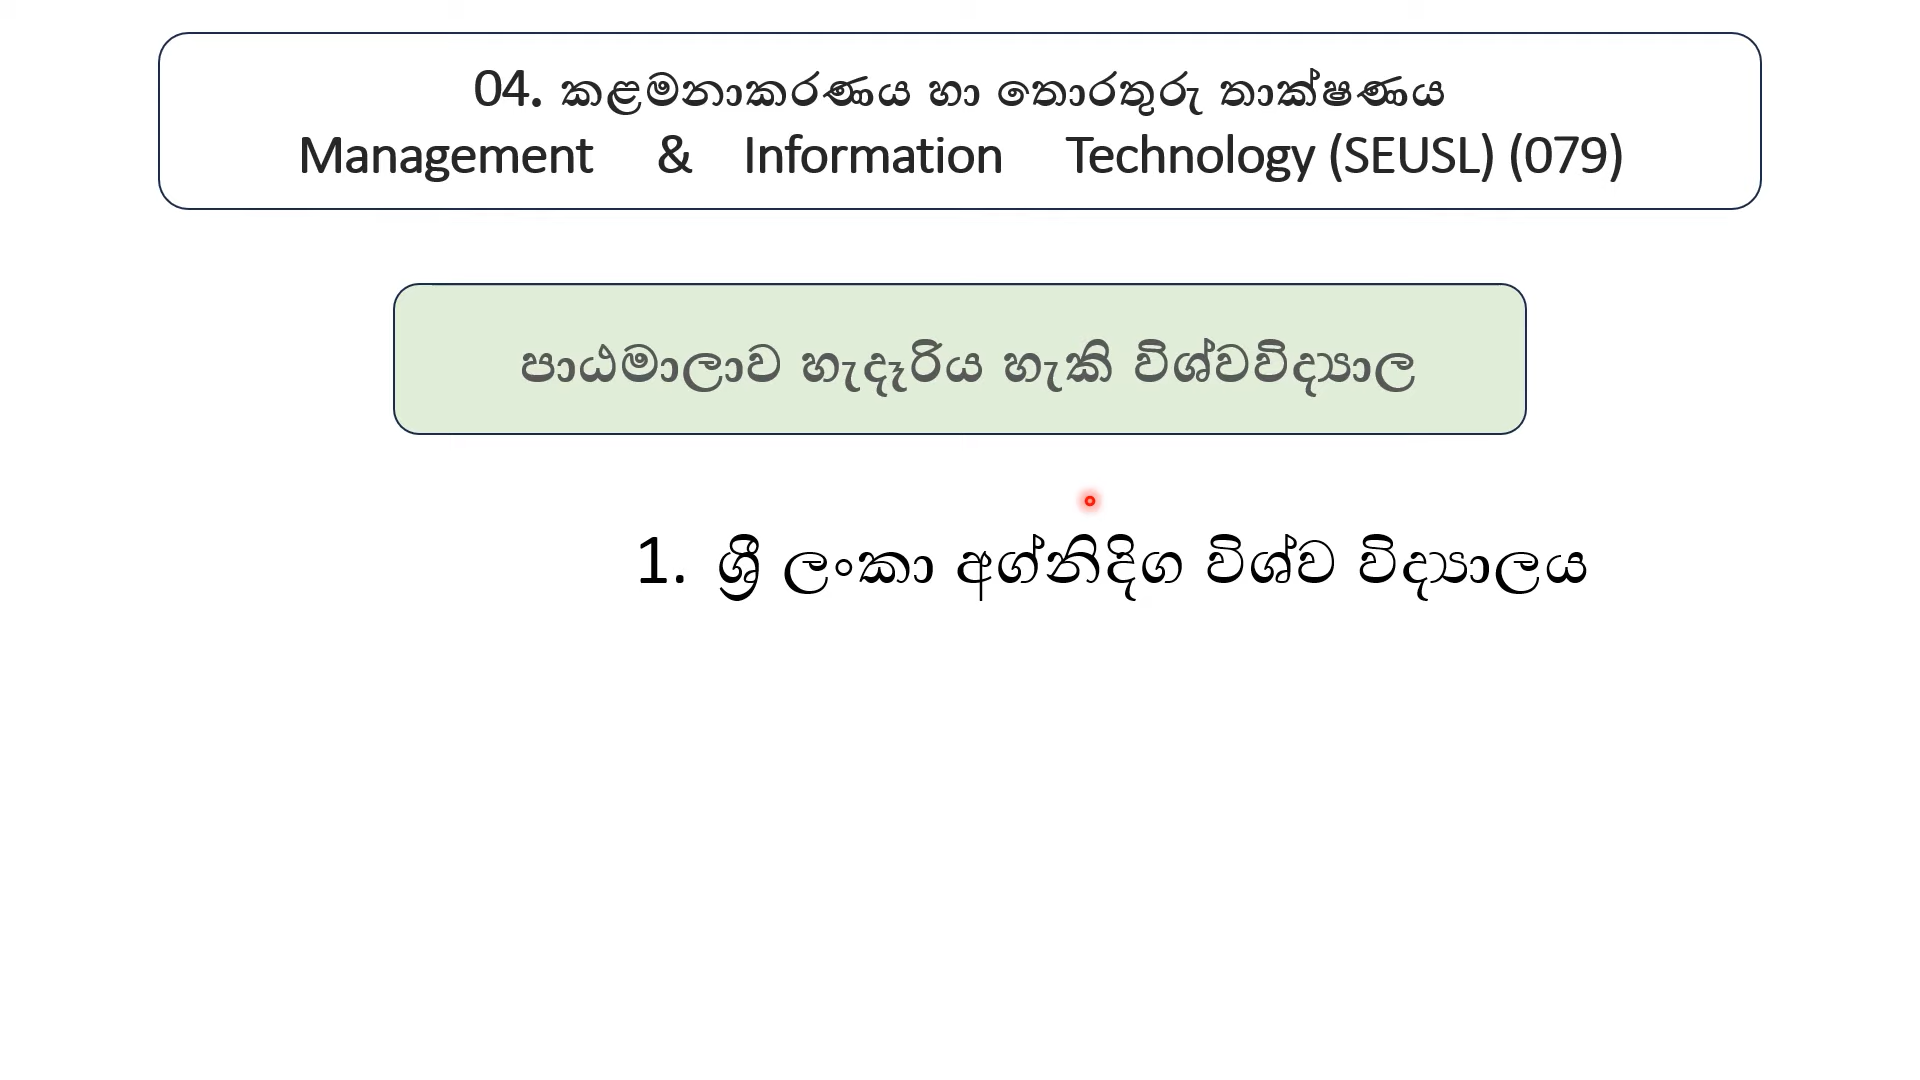 04. කළමනාකරණය හා තොරතුරු තාක්ෂණය
Management & Information Technology (SEUSL) (079)
පාඨමාලාව හැදෑරිය හැකි විශ්වවිද්‍යාල
1. ශ්‍රී ලංකා අග්නිදිග විශ්ව විද්‍යාලය